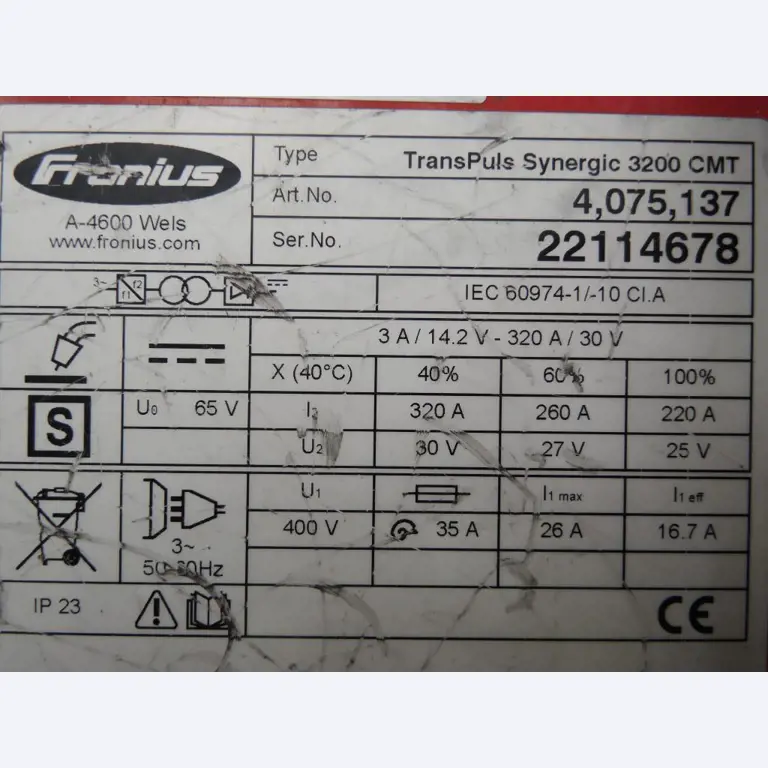 Fronius
A-4600 Wels
www.fronius.com
Type TransPuls Synergic 3200 CMT
Art.No. 4,075,137
Ser.No. 22114678
3~ f1 f2
IEC 60974-1/-10 Cl.A
3 A / 14.2 V - 320 A / 30 V
X (40°C) 40% 60% 100%
S
U₀ 65 V
I₂ 320 A 260 A 220 A
U₂ 30 V 27 V 25 V
3~
50-60Hz
U₁ I₁ max I₁ eff
400 V 35 A 26 A 16.7 A
IP 23
CE